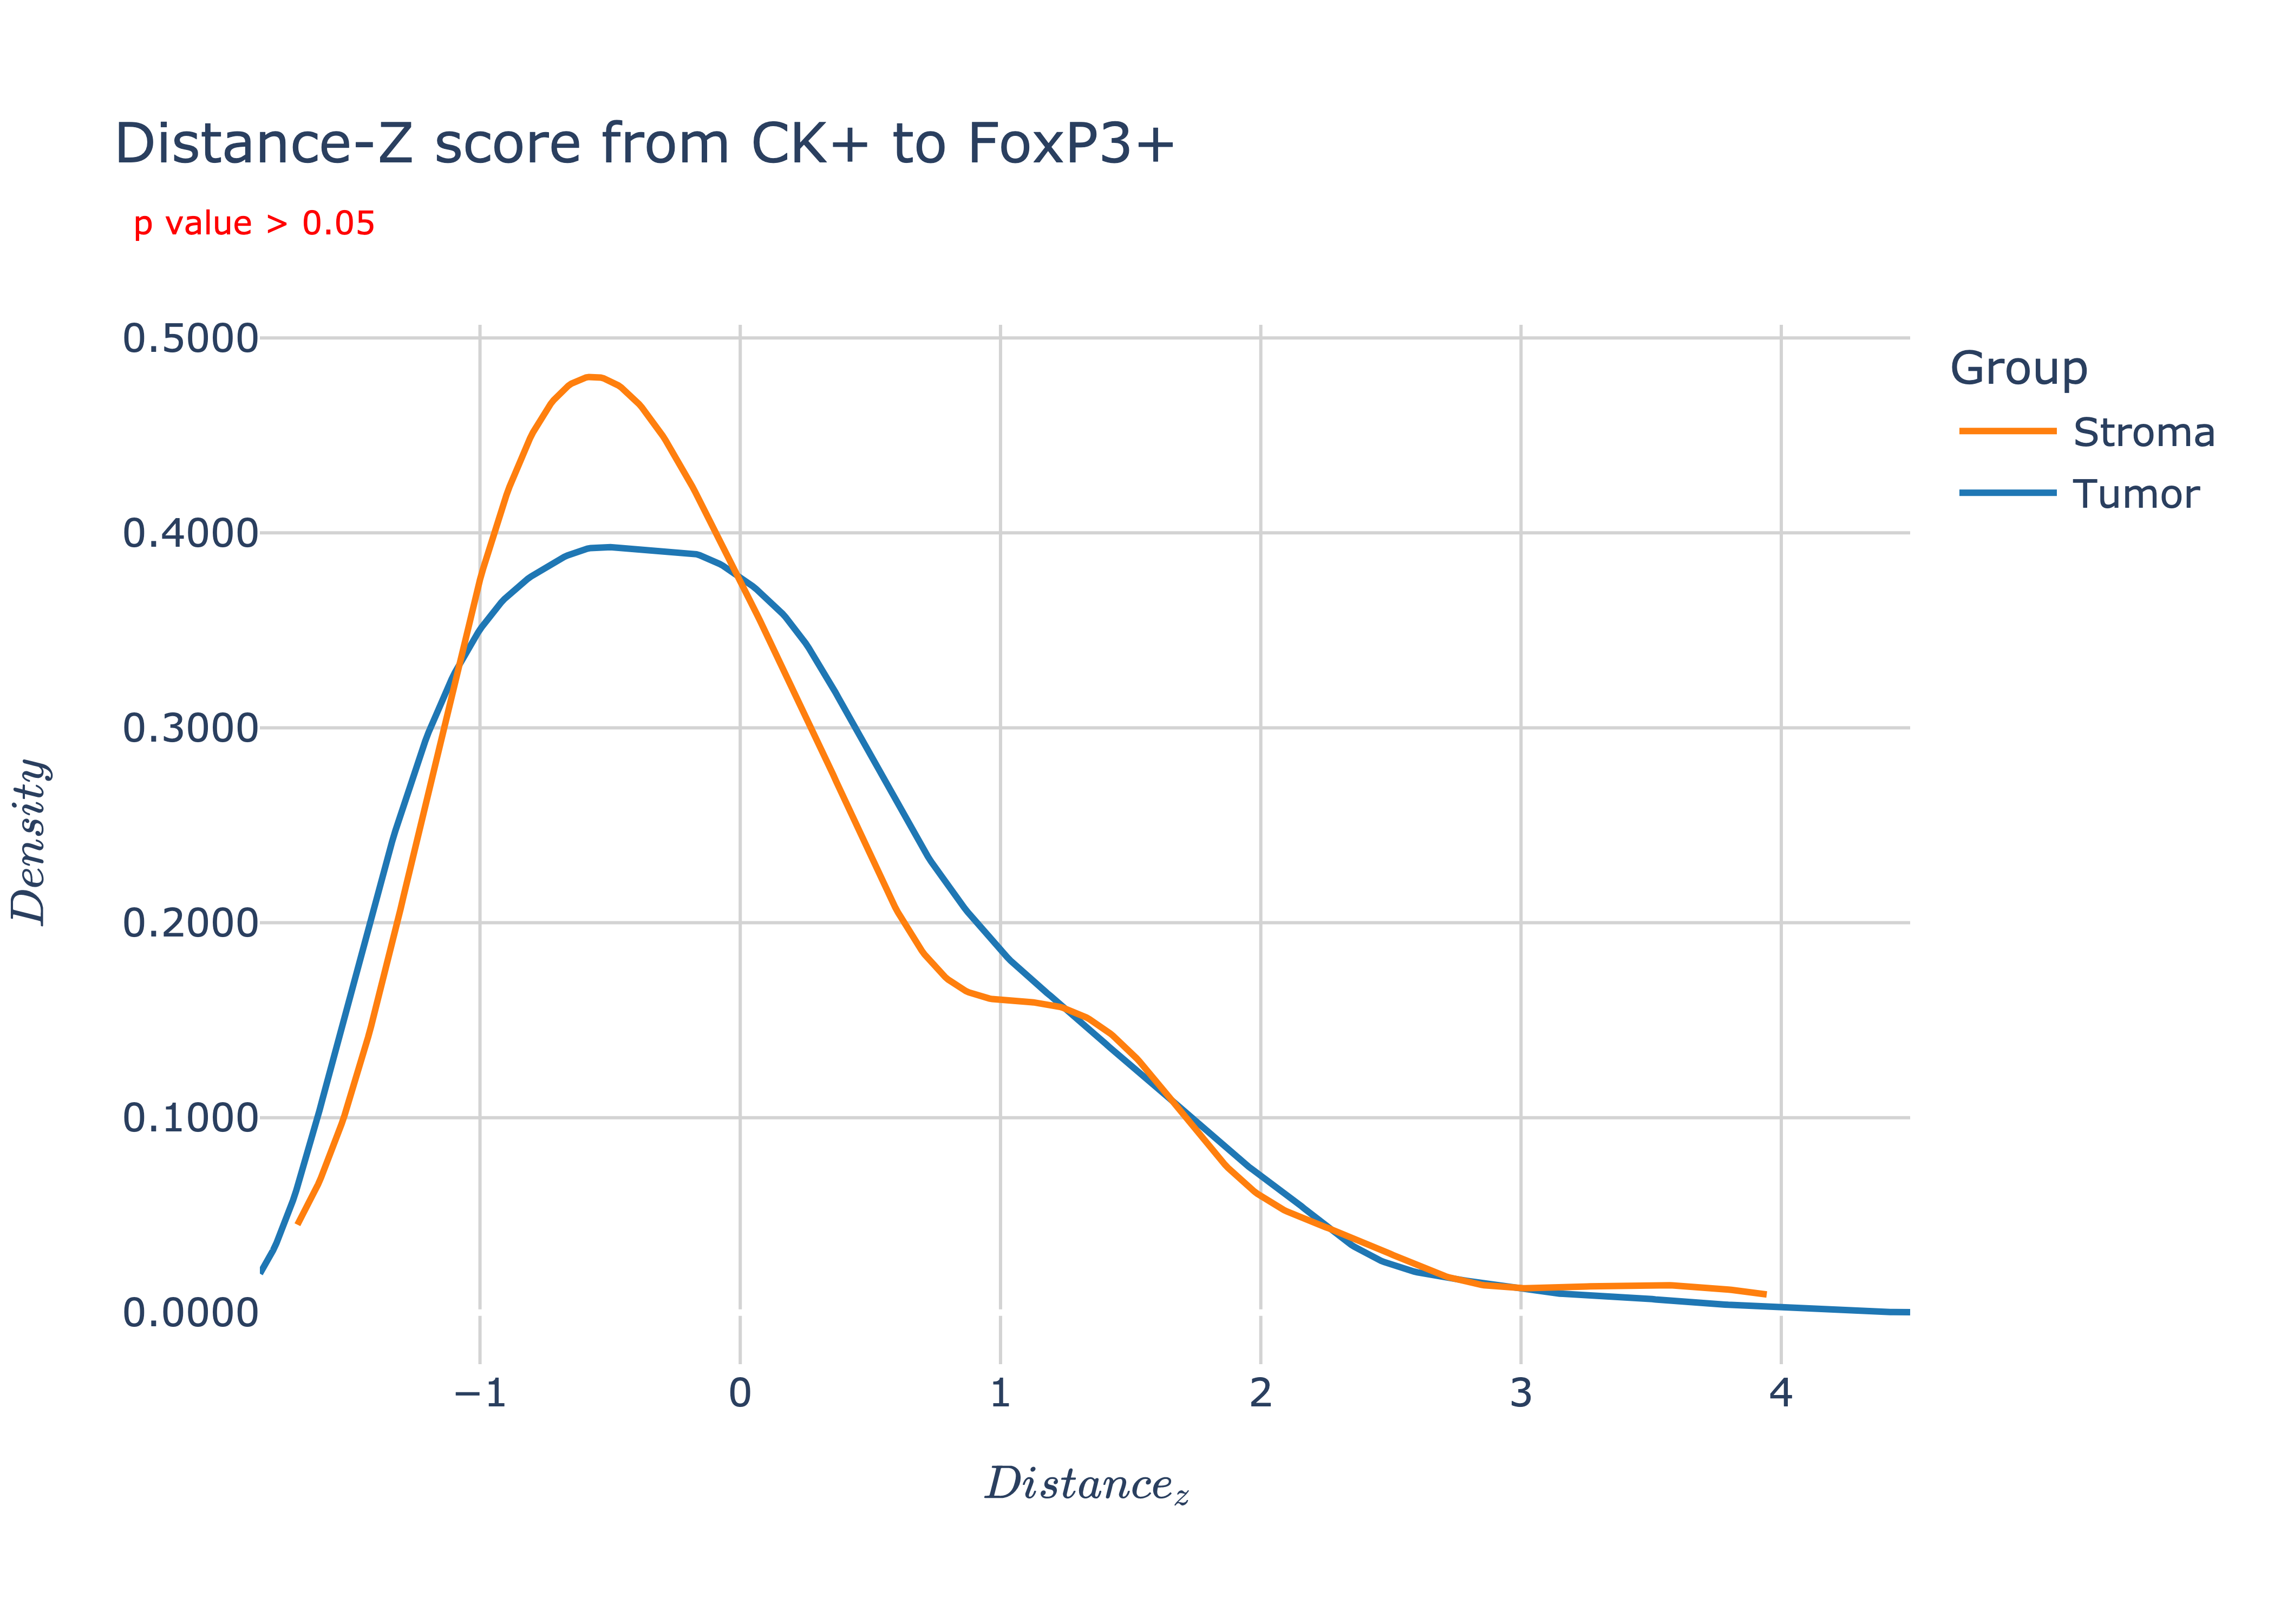 Distance-Z score from CK+ to FoxP3+
p value > 0.05
0.5000
0.4000
0.3000
0.2000
0.1000
0.0000
Density
−1 0 1 2 3 4
Distance_z
Group
Stroma
Tumor